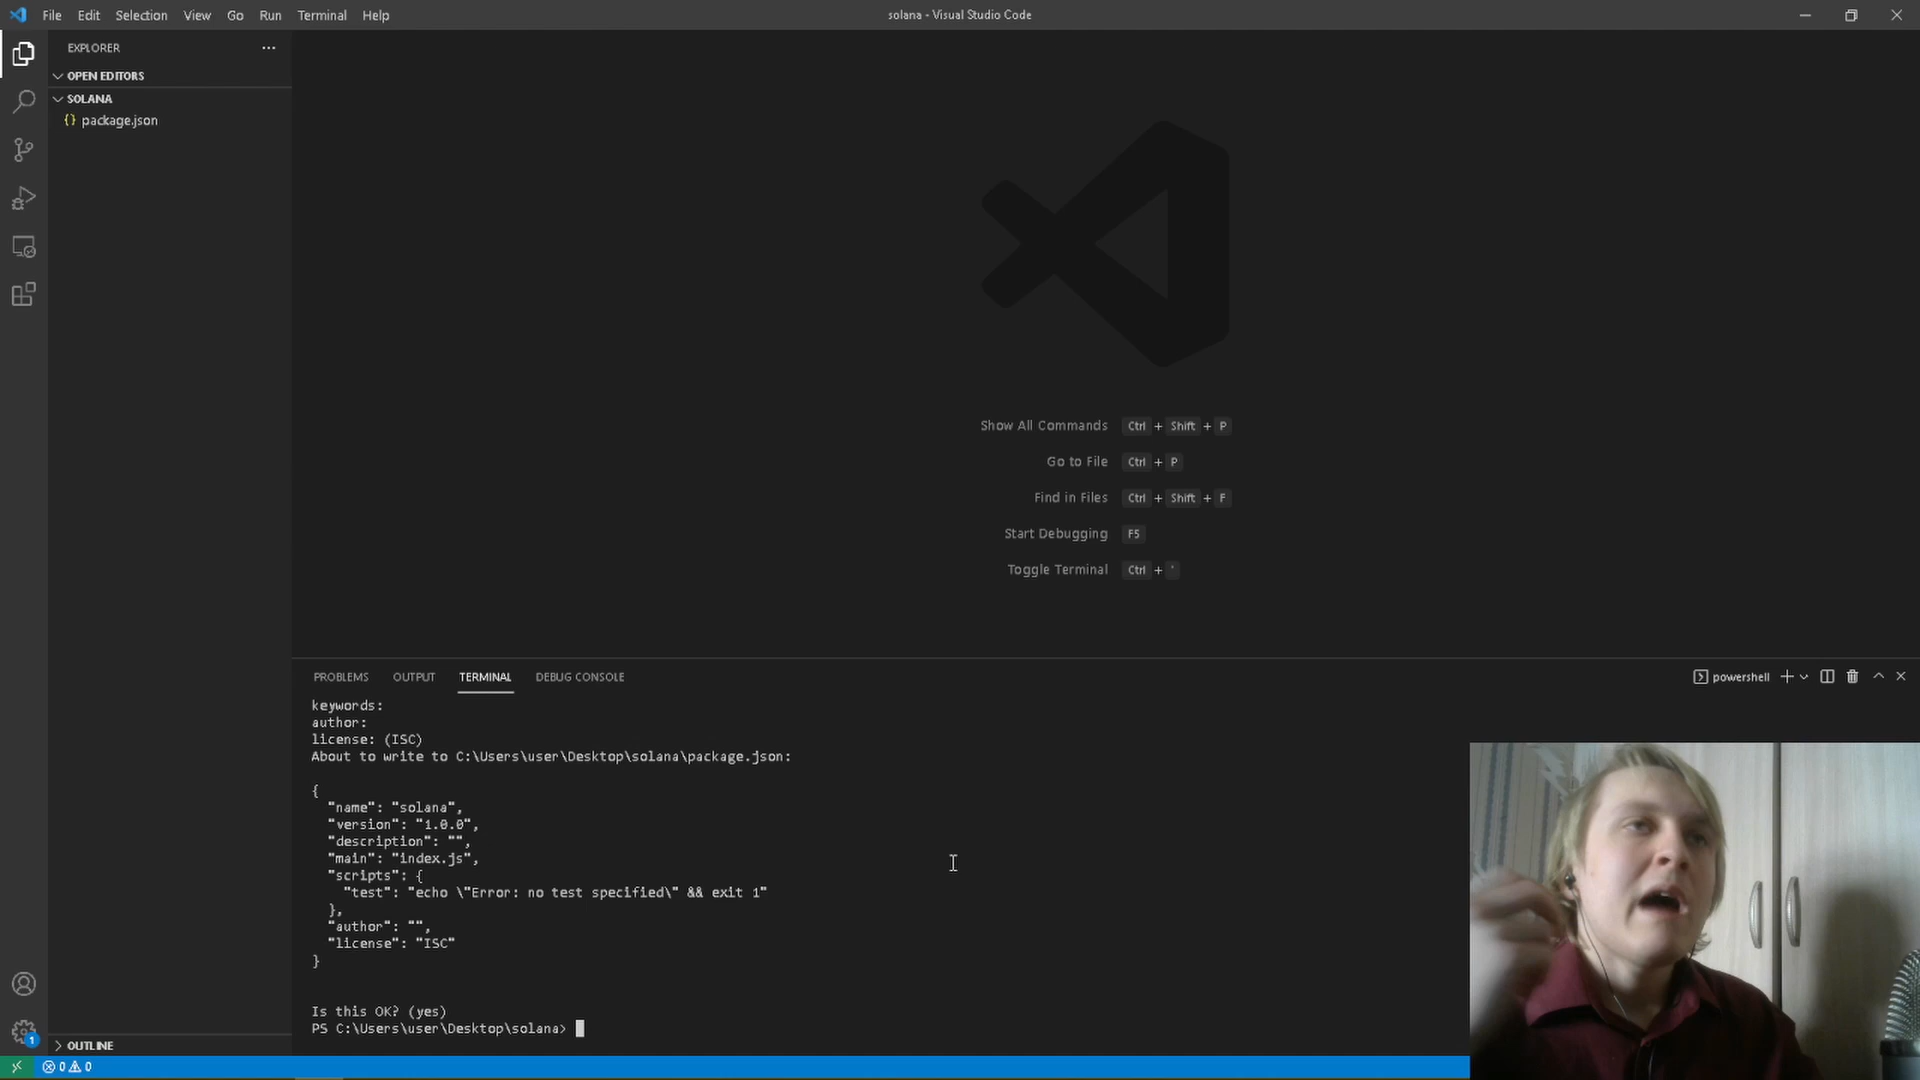 File Edit Selection View Go Run Terminal Help
solana - Visual Studio Code
EXPLORER
OPEN EDITORS
SOLANA
{} package.json
Show All Commands Ctrl + Shift + P
Go to File Ctrl + P
Find in Files Ctrl + Shift + F
Start Debugging F5
Toggle Terminal Ctrl + '
PROBLEMS OUTPUT TERMINAL DEBUG CONSOLE
powershell
keywords:
author:
license: (ISC)
About to write to C:\Users\user\Desktop\solana\package.json:
{
"name": "solana",
"version": "1.0.0",
"description": "",
"main": "index.js",
"scripts": {
"test": "echo \"Error: no test specified\" && exit 1"
},
"author": "",
"license": "ISC"
}
Is this OK? (yes)
PS C:\Users\user\Desktop\solana>
1
OUTLINE
0 0